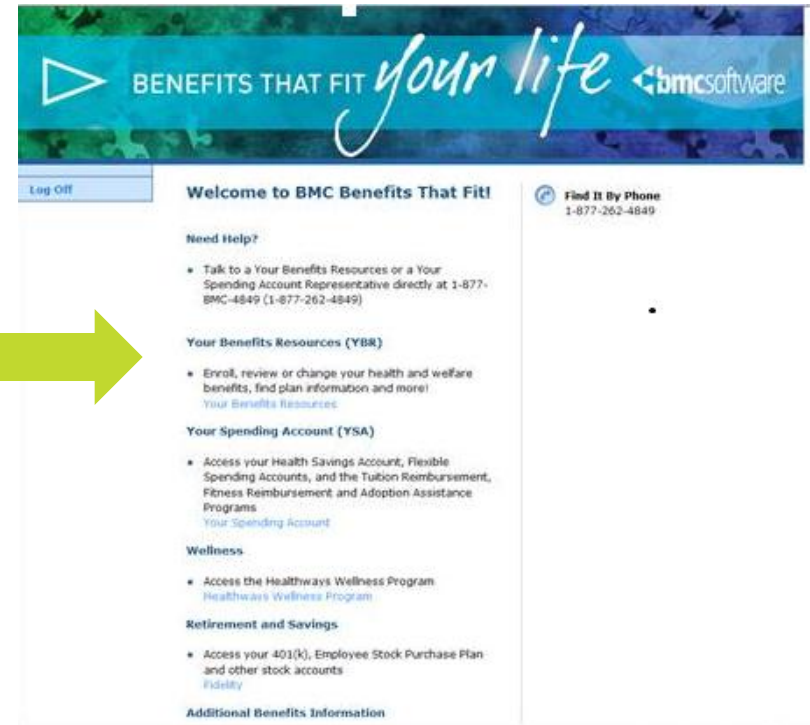 BENEFITS THAT FIT your life bmcsoftware
Log Off
Welcome to BMC Benefits That Fit!
Need Help?
Talk to a Your Benefits Resources or a Your
Spending Account Representative directly at 1-877-
BMC-4849 (1-877-262-4849)
Your Benefits Resources (YBR)
Enroll, review or change your health and welfare
benefits, find plan information and more!
Your Benefits Resources
Your Spending Account (YSA)
Access your Health Savings Account, Flexible
Spending Accounts, and the Tuition Reimbursement,
Fitness Reimbursement and Adoption Assistance
Programs
Your Spending Account
Wellness
Access the Healthways Wellness Program
Healthways Wellness Program
Retirement and Savings
Access your 401(k), Employee Stock Purchase Plan
and other stock accounts
Fidelity
Additional Benefits Information
Find It By Phone
1-877-262-4849